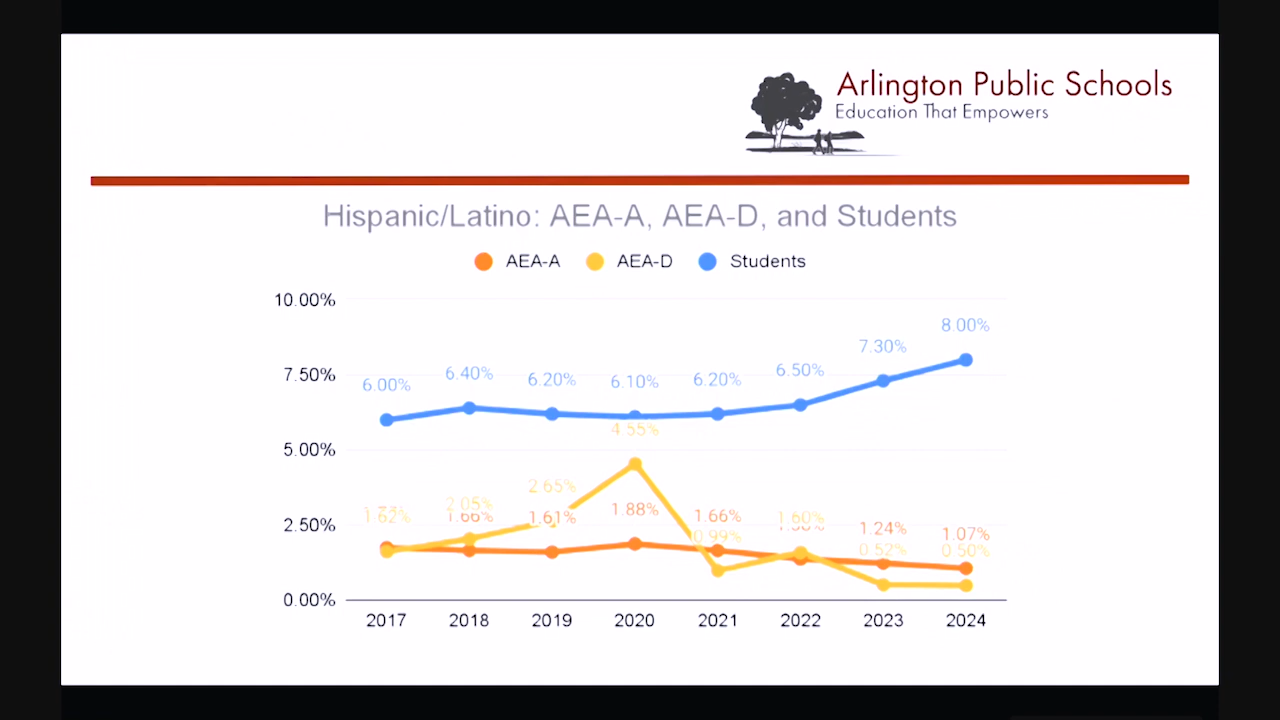 Arlington Public Schools
Education That Empowers
Hispanic/Latino: AEA-A, AEA-D, and Students
AEA-A AEA-D Students
10.00%
7.50%
5.00%
2.50%
0.00%
6.00% 6.40% 6.20% 6.10% 6.20% 6.50% 7.30% 8.00%
1.62% 2.05% 2.65% 4.55% 0.99% 1.60% 0.52% 0.50%
1.66% 1.61% 1.88% 1.66% 1.24% 1.07%
2017 2018 2019 2020 2021 2022 2023 2024